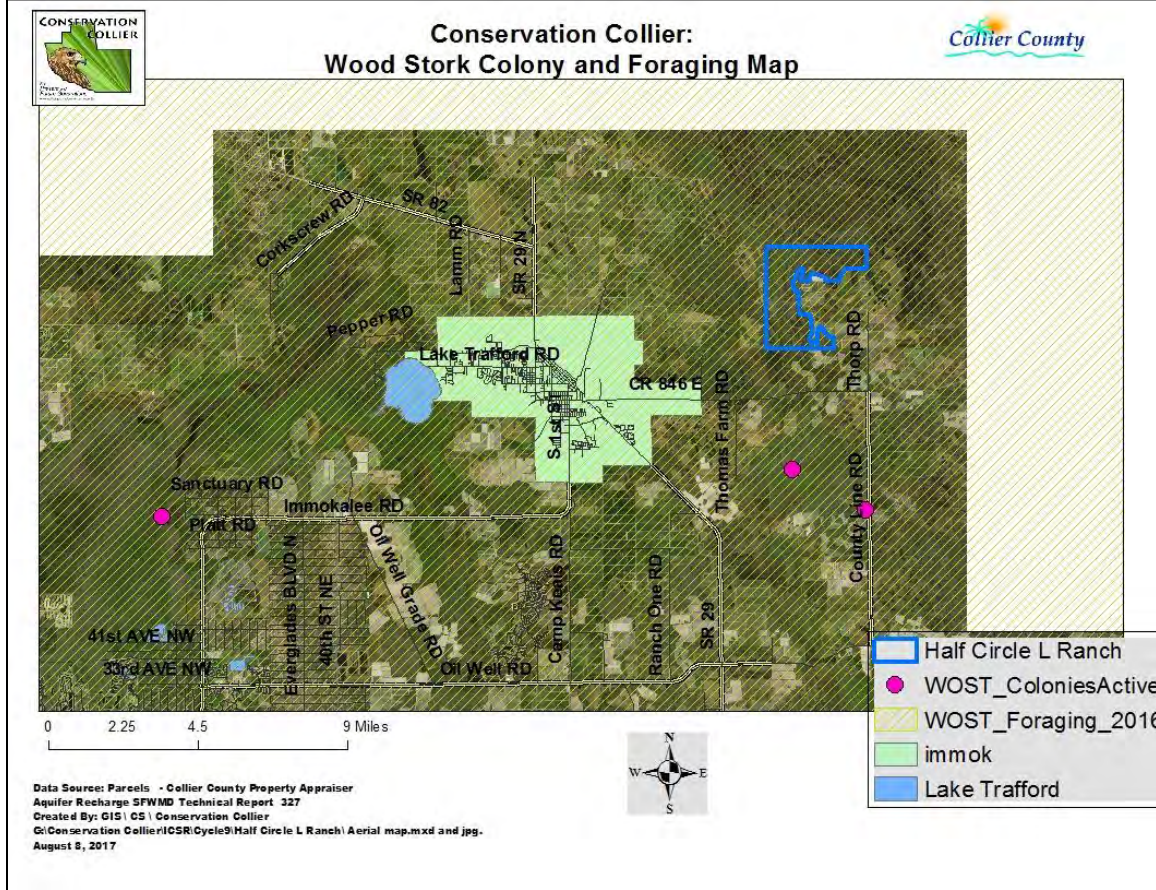 CONSERVATION
COLLIER
Conservation Collier:
Wood Stork Colony and Foraging Map
Collier County
Corkscrew RD
SR 82
Lamm RD
SR 29 N
Pepper RD
Lake Trafford RD
CR 846 E
Thorp RD
S 1st St
Thomas Farm RD
Sanctuary RD
Immokalee RD
Platt RD
County Line RD
Oil Well Grade RD
Everglades BLVD N
40th ST NE
Camp Keais RD
Ranch One RD
SR 29
41st AVE NW
33rd AVE NW
Oil Well RD
Half Circle L Ranch
WOST_ColoniesActive
WOST_Foraging_2016
immok
Lake Trafford
0 2.25 4.5 9 Miles
N
W E
S
Data Source: Parcels - Collier County Property Appraiser
Aquifer Recharge SFWMD Technical Report 327
Created By: GIS \ CS \ Conservation Collier
G:\Conservation Collier\ICSR\Cycle9\Half Circle L Ranch\ Aerial map.mxd and jpg.
August 8, 2017